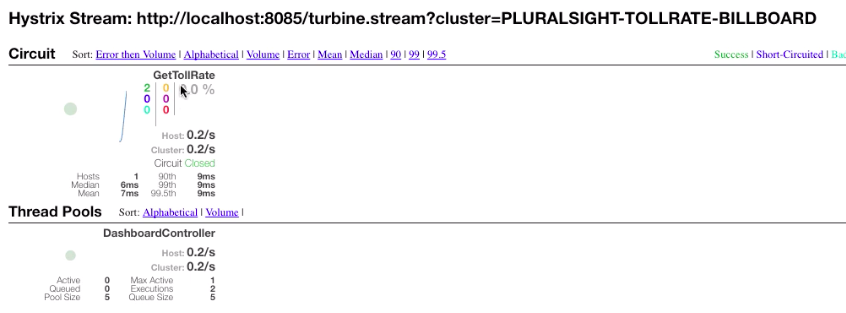 Hystrix Stream: http://localhost:8085/turbine.stream?cluster=PLURALSIGHT-TOLLRATE-BILLBOARD
Circuit Sort: Error then Volume | Alphabetical | Volume | Error | Mean | Median | 90 | 99 | 99.5 Success | Short-Circuited |
GetTollRate
2 0 .0 %
0 0
0 0
Host: 0.2/s
Cluster: 0.2/s
Circuit Closed
Hosts 1 90th 9ms
Median 6ms 99th 9ms
Mean 7ms 99.5th 9ms
Thread Pools Sort: Alphabetical | Volume |
DashboardController
Host: 0.2/s
Cluster: 0.2/s
Active 0 Max Active 1
Queued 0 Executions 2
Pool Size 5 Queue Size 5